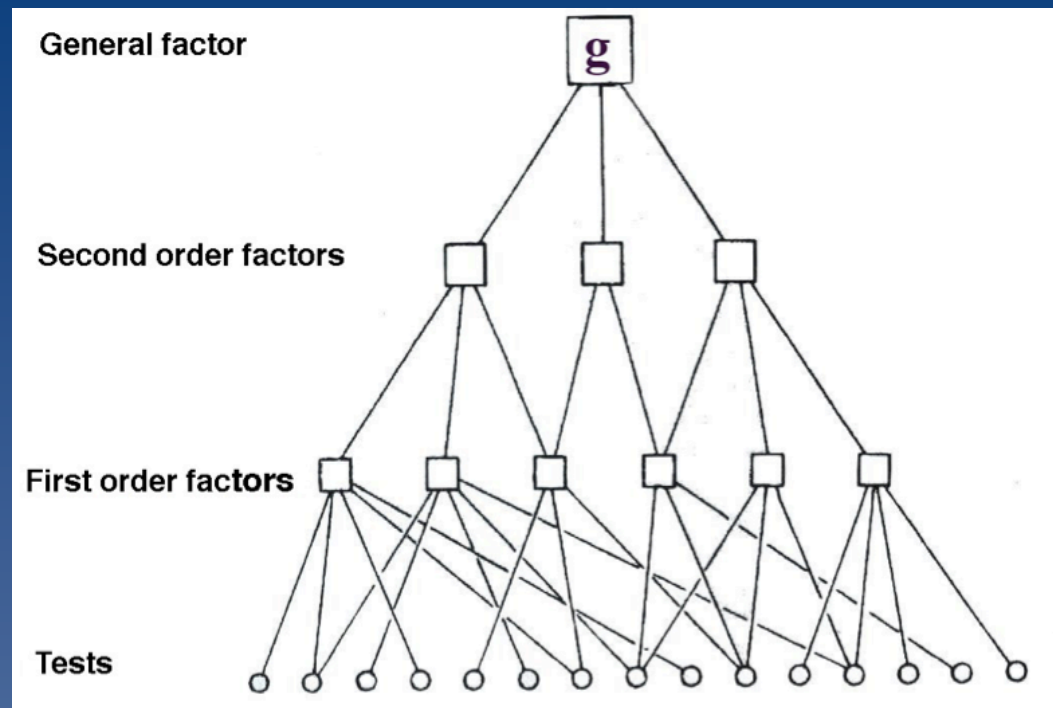 General factor
g
Second order factors
First order factors
Tests